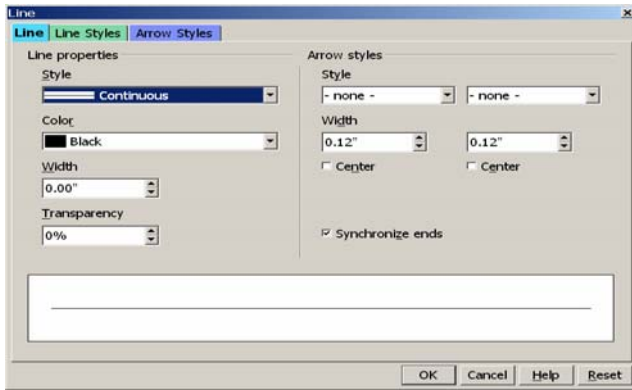 Line
Line Line Styles Arrow Styles
Line properties
Style
Continuous
Color
Black
Width
0.00"
Transparency
0%
Arrow styles
Style
- none - - none -
Width
0.12" 0.12"
Center Center
Synchronize ends
OK Cancel Help Reset